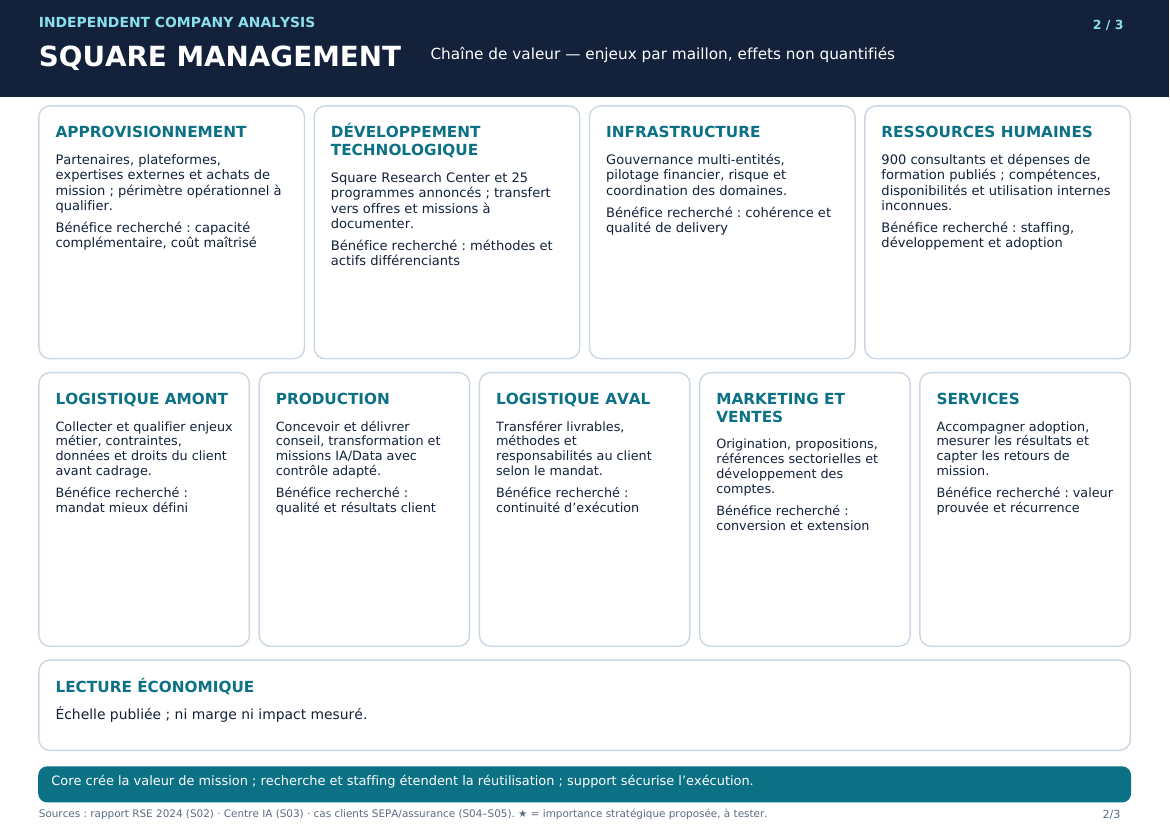 INDEPENDENT COMPANY ANALYSIS
2 / 3
SQUARE MANAGEMENT
Chaîne de valeur — enjeux par maillon, effets non quantifiés
APPROVISIONNEMENT
Partenaires, plateformes,
expertises externes et achats de
mission ; périmètre opérationnel à
qualifier.
Bénéfice recherché : capacité
complémentaire, coût maîtrisé
DÉVELOPPEMENT
TECHNOLOGIQUE
Square Research Center et 25
programmes annoncés ; transfert
vers offres et missions à
documenter.
Bénéfice recherché : méthodes et
actifs différenciants
INFRASTRUCTURE
Gouvernance multi-entités,
pilotage financier, risque et
coordination des domaines.
Bénéfice recherché : cohérence et
qualité de delivery
RESSOURCES HUMAINES
900 consultants et dépenses de
formation publiés ; compétences,
disponibilités et utilisation internes
inconnues.
Bénéfice recherché : staffing,
développement et adoption
LOGISTIQUE AMONT
Collecter et qualifier enjeux
métier, contraintes,
données et droits du client
avant cadrage.
Bénéfice recherché :
mandat mieux défini
PRODUCTION
Concevoir et délivrer
conseil, transformation et
missions IA/Data avec
contrôle adapté.
Bénéfice recherché :
qualité et résultats client
LOGISTIQUE AVAL
Transférer livrables,
méthodes et
responsabilités au client
selon le mandat.
Bénéfice recherché :
continuité d’exécution
MARKETING ET
VENTES
Origination, propositions,
références sectorielles et
développement des
comptes.
Bénéfice recherché :
conversion et extension
SERVICES
Accompagner adoption,
mesurer les résultats et
capter les retours de
mission.
Bénéfice recherché : valeur
prouvée et récurrence
LECTURE ÉCONOMIQUE
Échelle publiée ; ni marge ni impact mesuré.
Core crée la valeur de mission ; recherche et staffing étendent la réutilisation ; support sécurise l’exécution.
Sources : rapport RSE 2024 (S02) · Centre IA (S03) · cas clients SEPA/assurance (S04–S05). ★ = importance stratégique proposée, à tester.
2/3